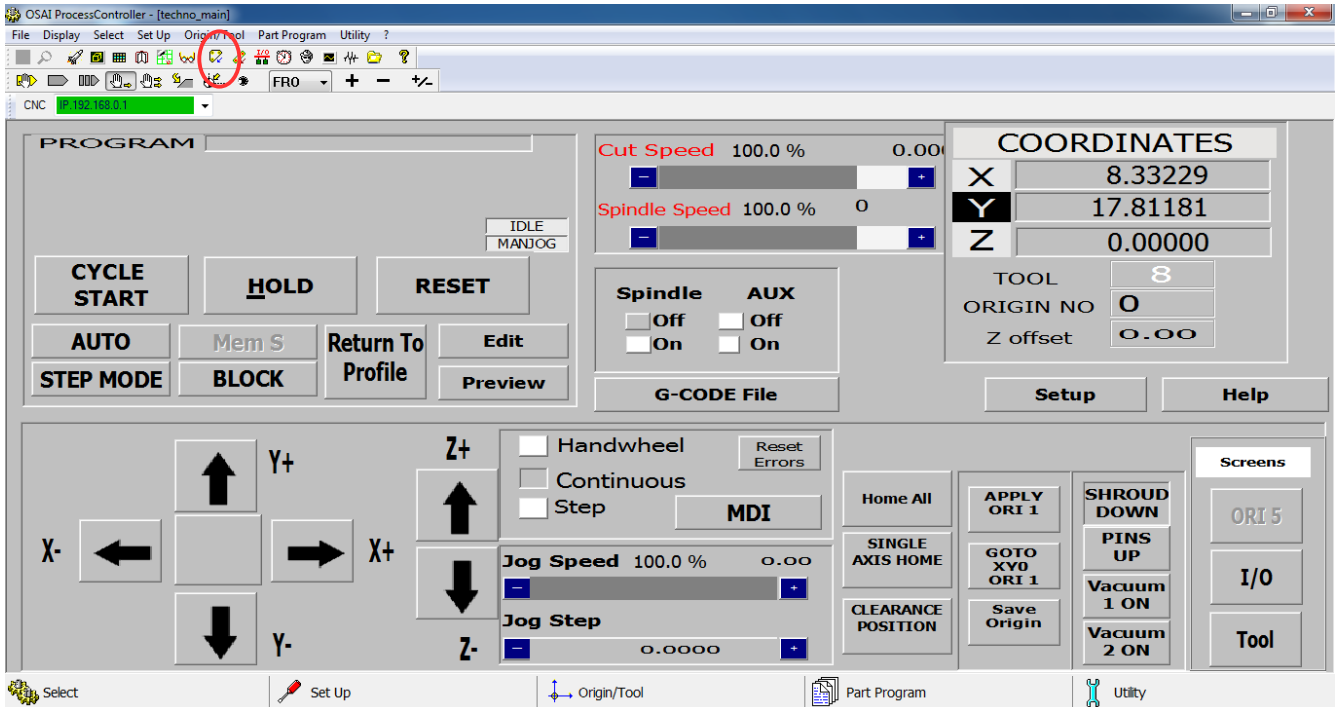 OSAI ProcessController - [techno_main]
File Display Select Set Up Origin/Tool Part Program Utility ?
FRO + - +/-
CNC IP.192.168.0.1
PROGRAM
IDLE
MANJOG
CYCLE
START
HOLD
RESET
AUTO
Mem S
Return To
Profile
Edit
STEP MODE
BLOCK
Preview
Cut Speed 100.0 % 0.00
- +
Spindle Speed 100.0 % 0
- +
Spindle AUX
Off Off
On On
G-CODE File
COORDINATES
X 8.33229
Y 17.81181
Z 0.00000
TOOL 8
ORIGIN NO 0
Z offset 0.00
Setup
Help
Y+
X-
X+
Y-
Z+
Z-
Handwheel
Reset
Errors
Continuous
Step
MDI
Jog Speed 100.0 % 0.00
- +
Jog Step
- 0.0000 +
Home All
SINGLE
AXIS HOME
CLEARANCE
POSITION
APPLY
ORI 1
GOTO
XY0
ORI 1
Save
Origin
SHROUD
DOWN
PINS
UP
Vacuum
1 ON
Vacuum
2 ON
Screens
ORI 5
I/O
Tool
Select
Set Up
Origin/Tool
Part Program
Utility